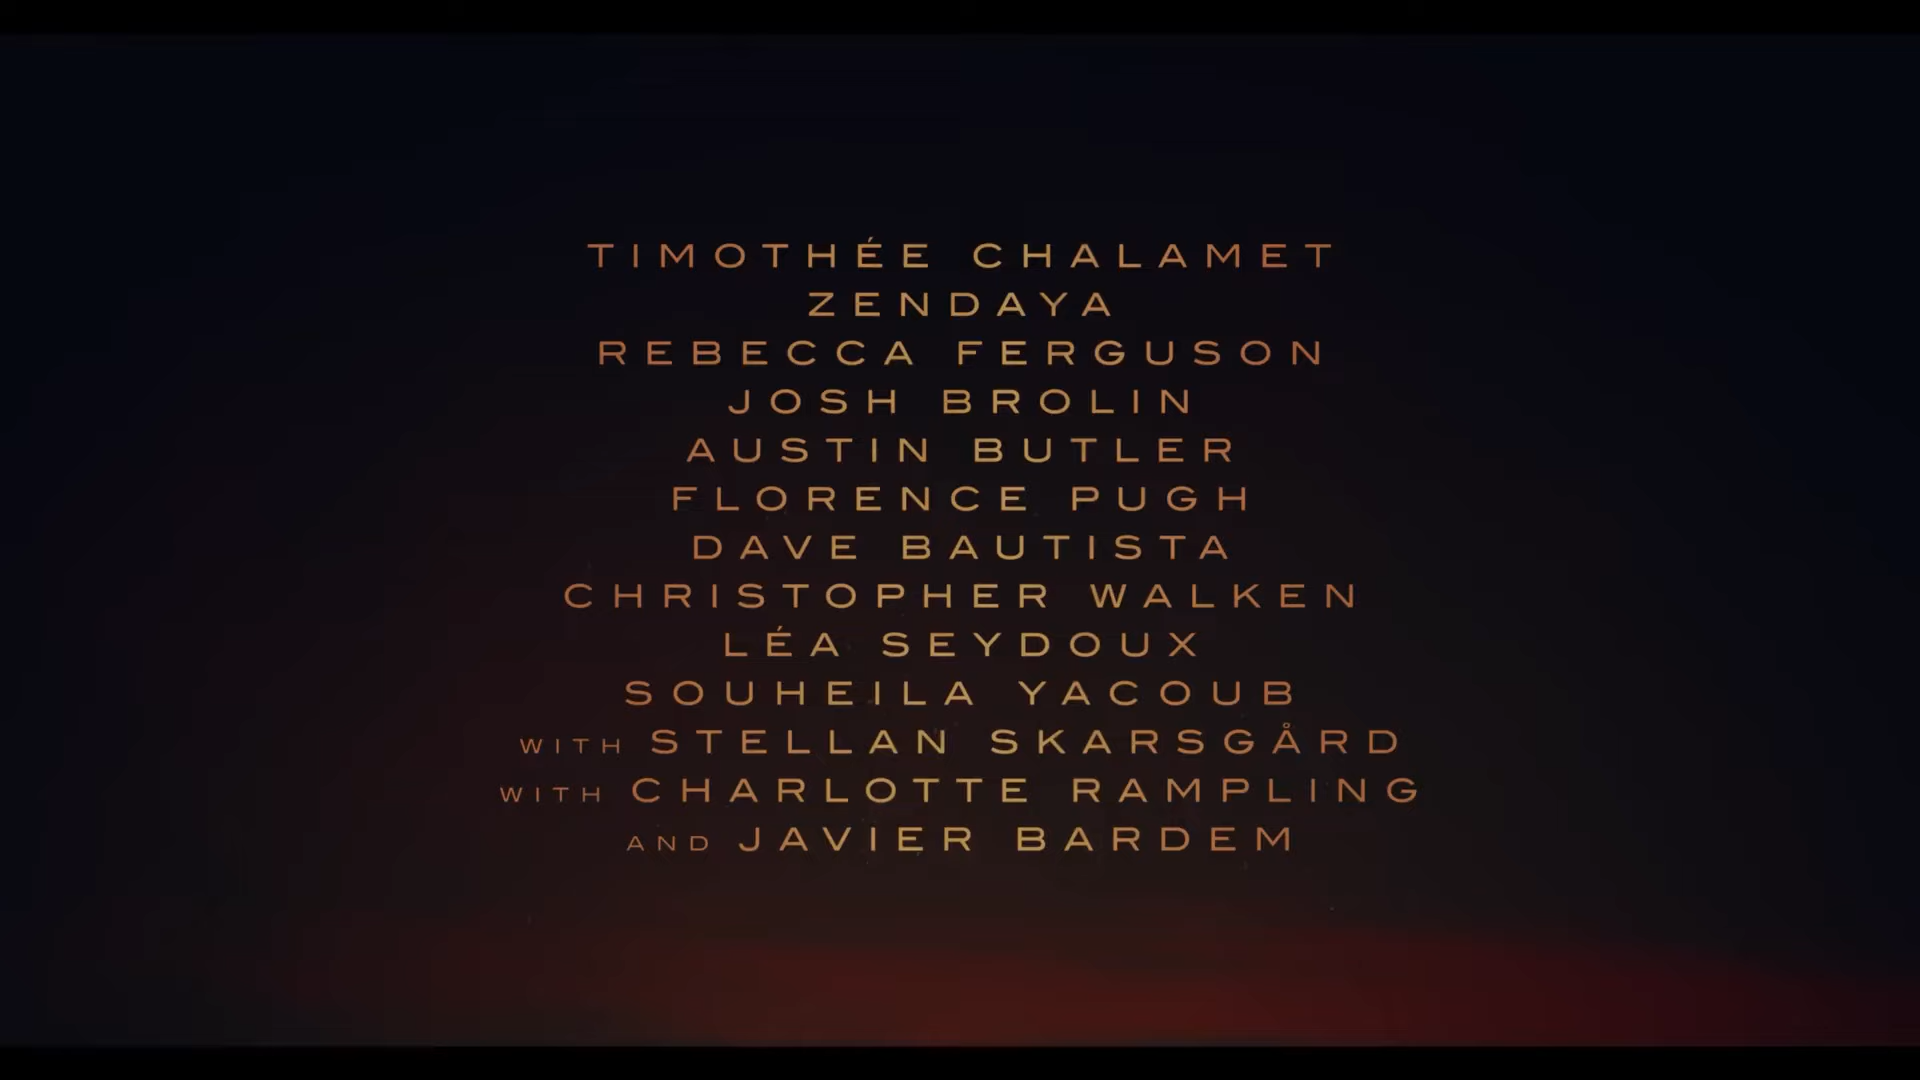 TIMOTHÉE CHALAMET
ZENDAYA
REBECCA FERGUSON
JOSH BROLIN
AUSTIN BUTLER
FLORENCE PUGH
DAVE BAUTISTA
CHRISTOPHER WALKEN
LÉA SEYDOUX
SOUHEILA YACOUB
WITH STELLAN SKARSGÅRD
WITH CHARLOTTE RAMPLING
AND JAVIER BARDEM